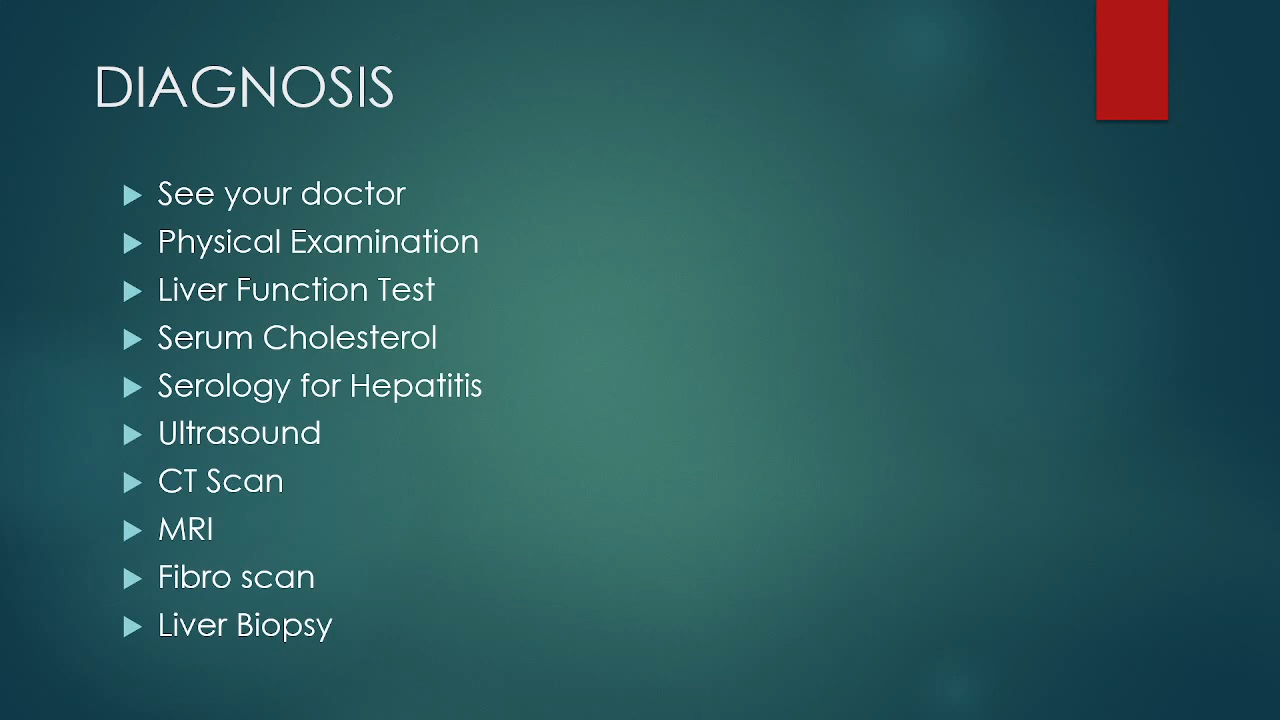 DIAGNOSIS
See your doctor
Physical Examination
Liver Function Test
Serum Cholesterol
Serology for Hepatitis
Ultrasound
CT Scan
MRI
Fibro scan
Liver Biopsy